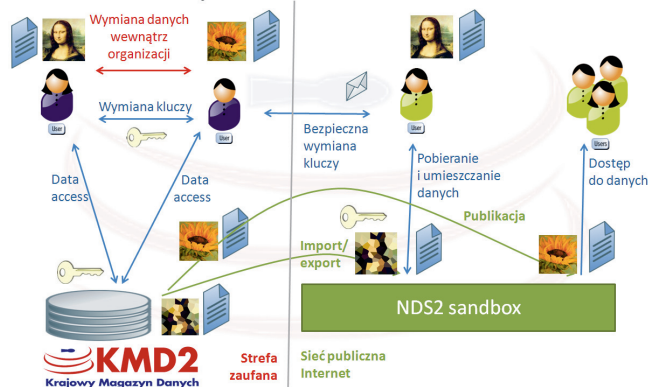 Wymiana danych
wewnątrz
organizacji
User
Wymiana kluczy
User
User
Users
Bezpieczna
wymiana
kluczy
Pobieranie
i umieszczanie
danych
Dostęp
do danych
Data
access
Data
access
Publikacja
Import/
export
NDS2 sandbox
KMD2
Krajowy Magazyn Danych
Strefa
zaufana
Sieć publiczna
Internet